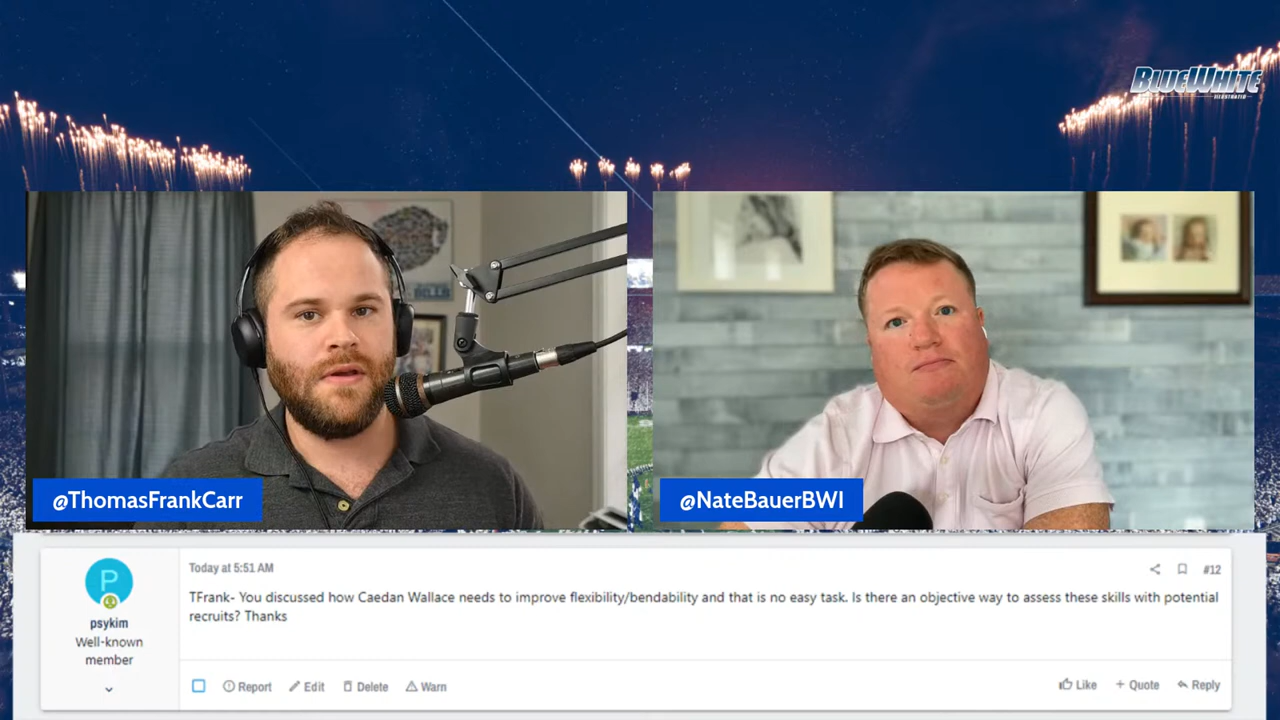 BLUEWHITE
ILLUSTRATED
@ThomasFrankCarr
@NateBauerBWI
P
psykim
Well-known
member
Today at 5:51 AM
#12
TFrank- You discussed how Caedan Wallace needs to improve flexibility/bendability and that is no easy task. Is there an objective way to assess these skills with potential
recruits? Thanks
Report Edit Delete Warn
Like + Quote Reply